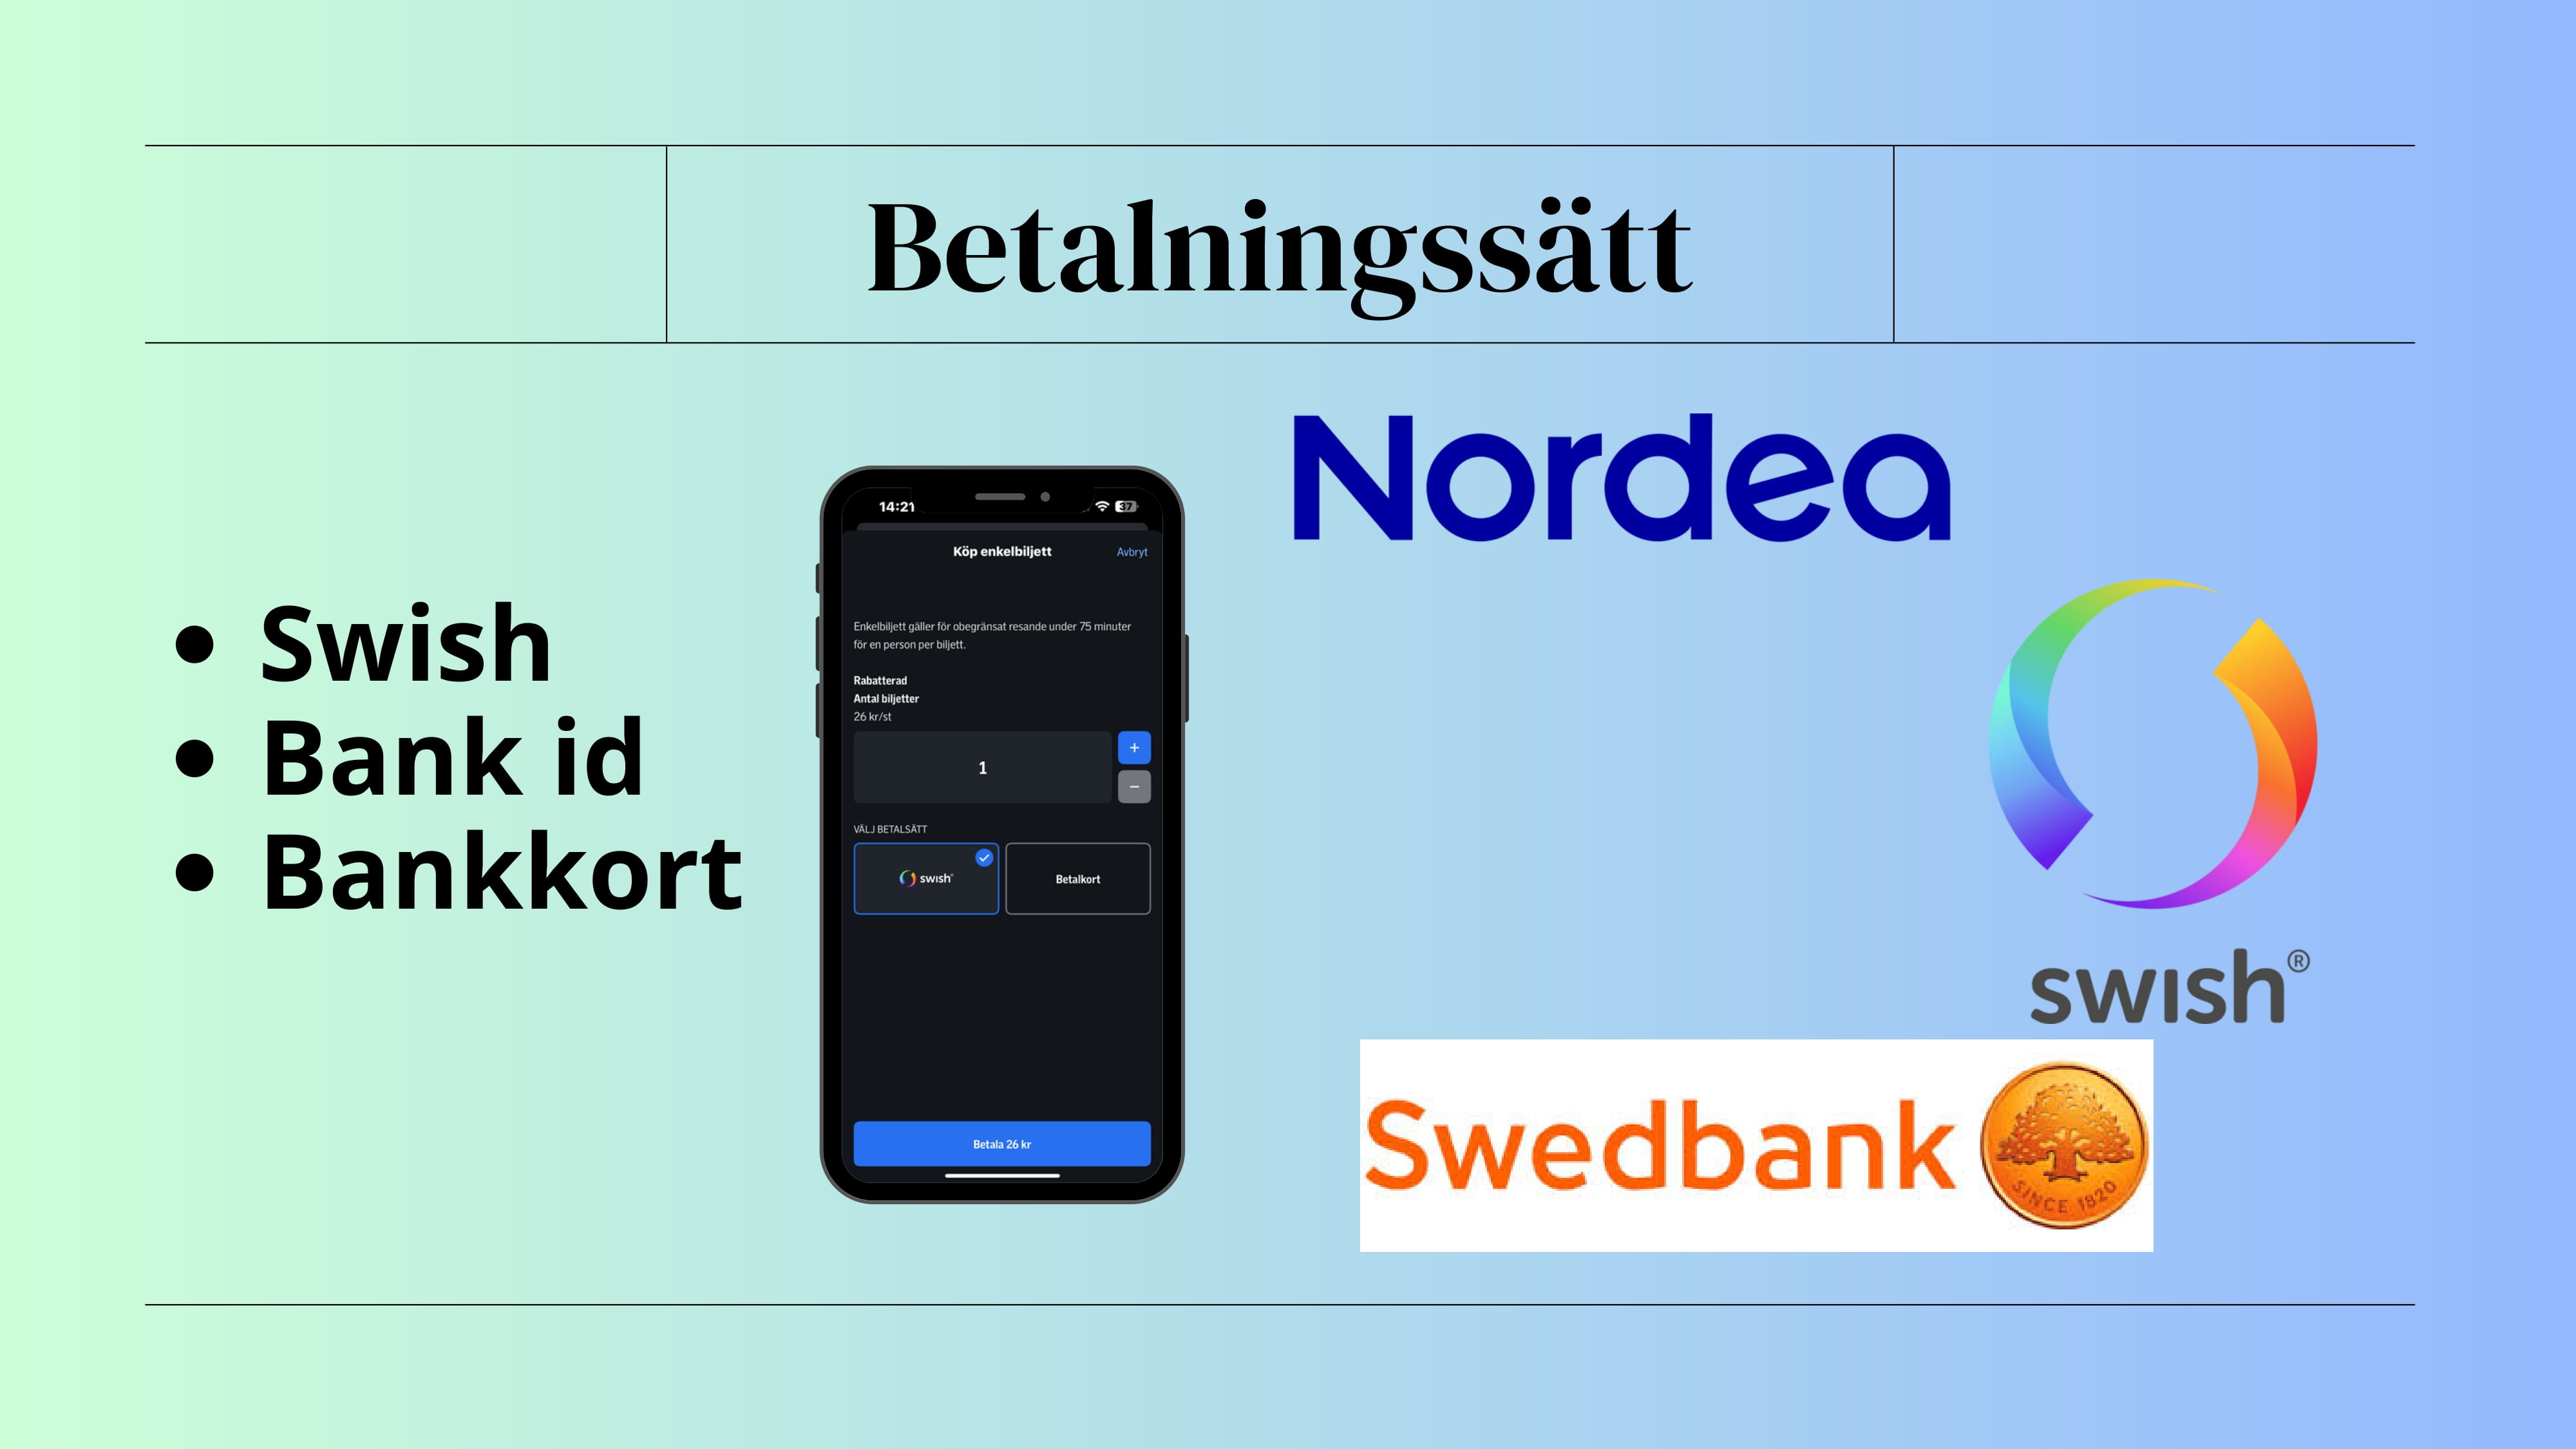 Betalningssätt
Swish
Bank id
Bankkort
14:21
37
Köp enkelbiljett
Avbryt
Enkelbiljett gäller för obegränsat resande under 75 minuter
för en person per biljett.
Rabatterad
Antal biljetter
26 kr/st
1
+
−
VÄLJ BETALSÄTT
swish®
Betalkort
Betala 26 kr
Nordea
swish®
Swedbank
SINCE 1820